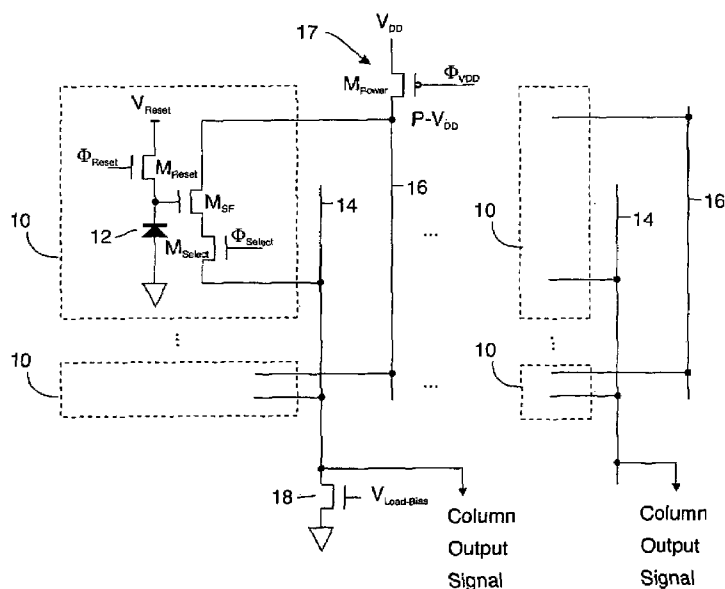 V_DD
17
M_Power
Φ_VDD
P-V_DD
V_Reset
Φ_Reset
M_Reset
M_SF
10
12
M_Select
Φ_Select
14
16
...
10
14
16
...
10
...
10
...
18
V_Load-Bias
Column
Output
Signal
Column
Output
Signal